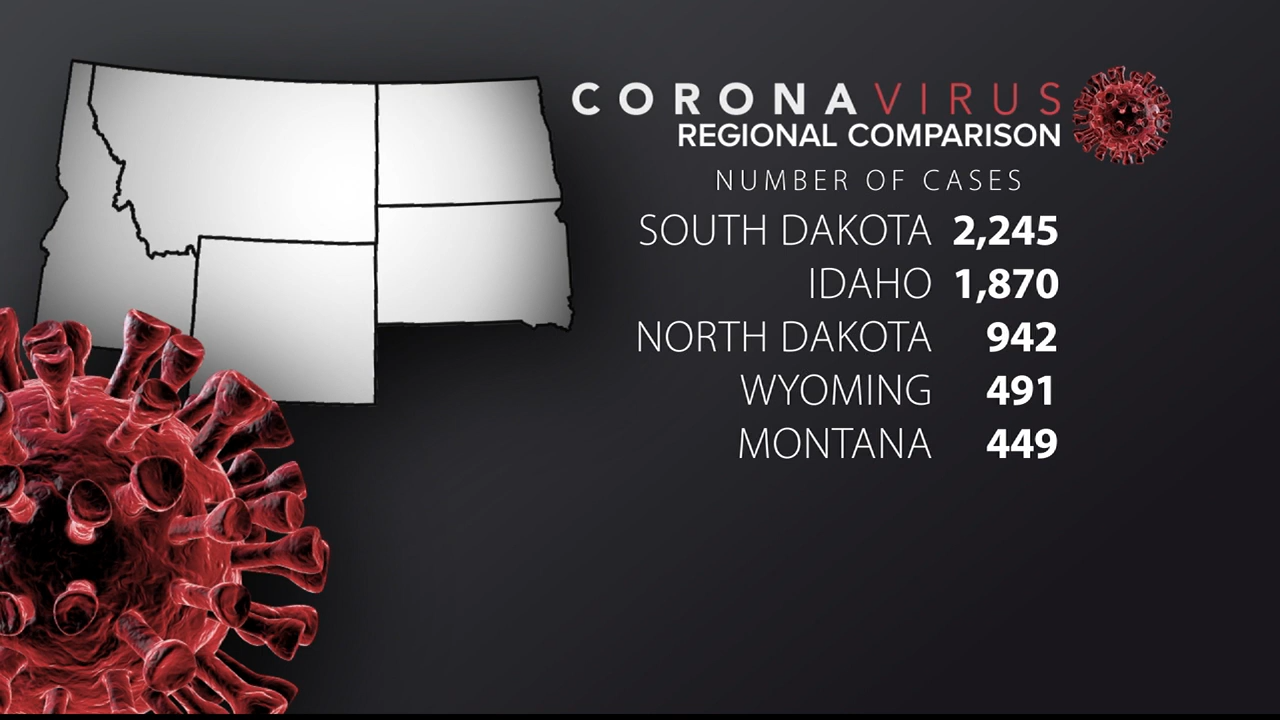 CORONAVIRUS
REGIONAL COMPARISON
NUMBER OF CASES
SOUTH DAKOTA 2,245
IDAHO 1,870
NORTH DAKOTA 942
WYOMING 491
MONTANA 449